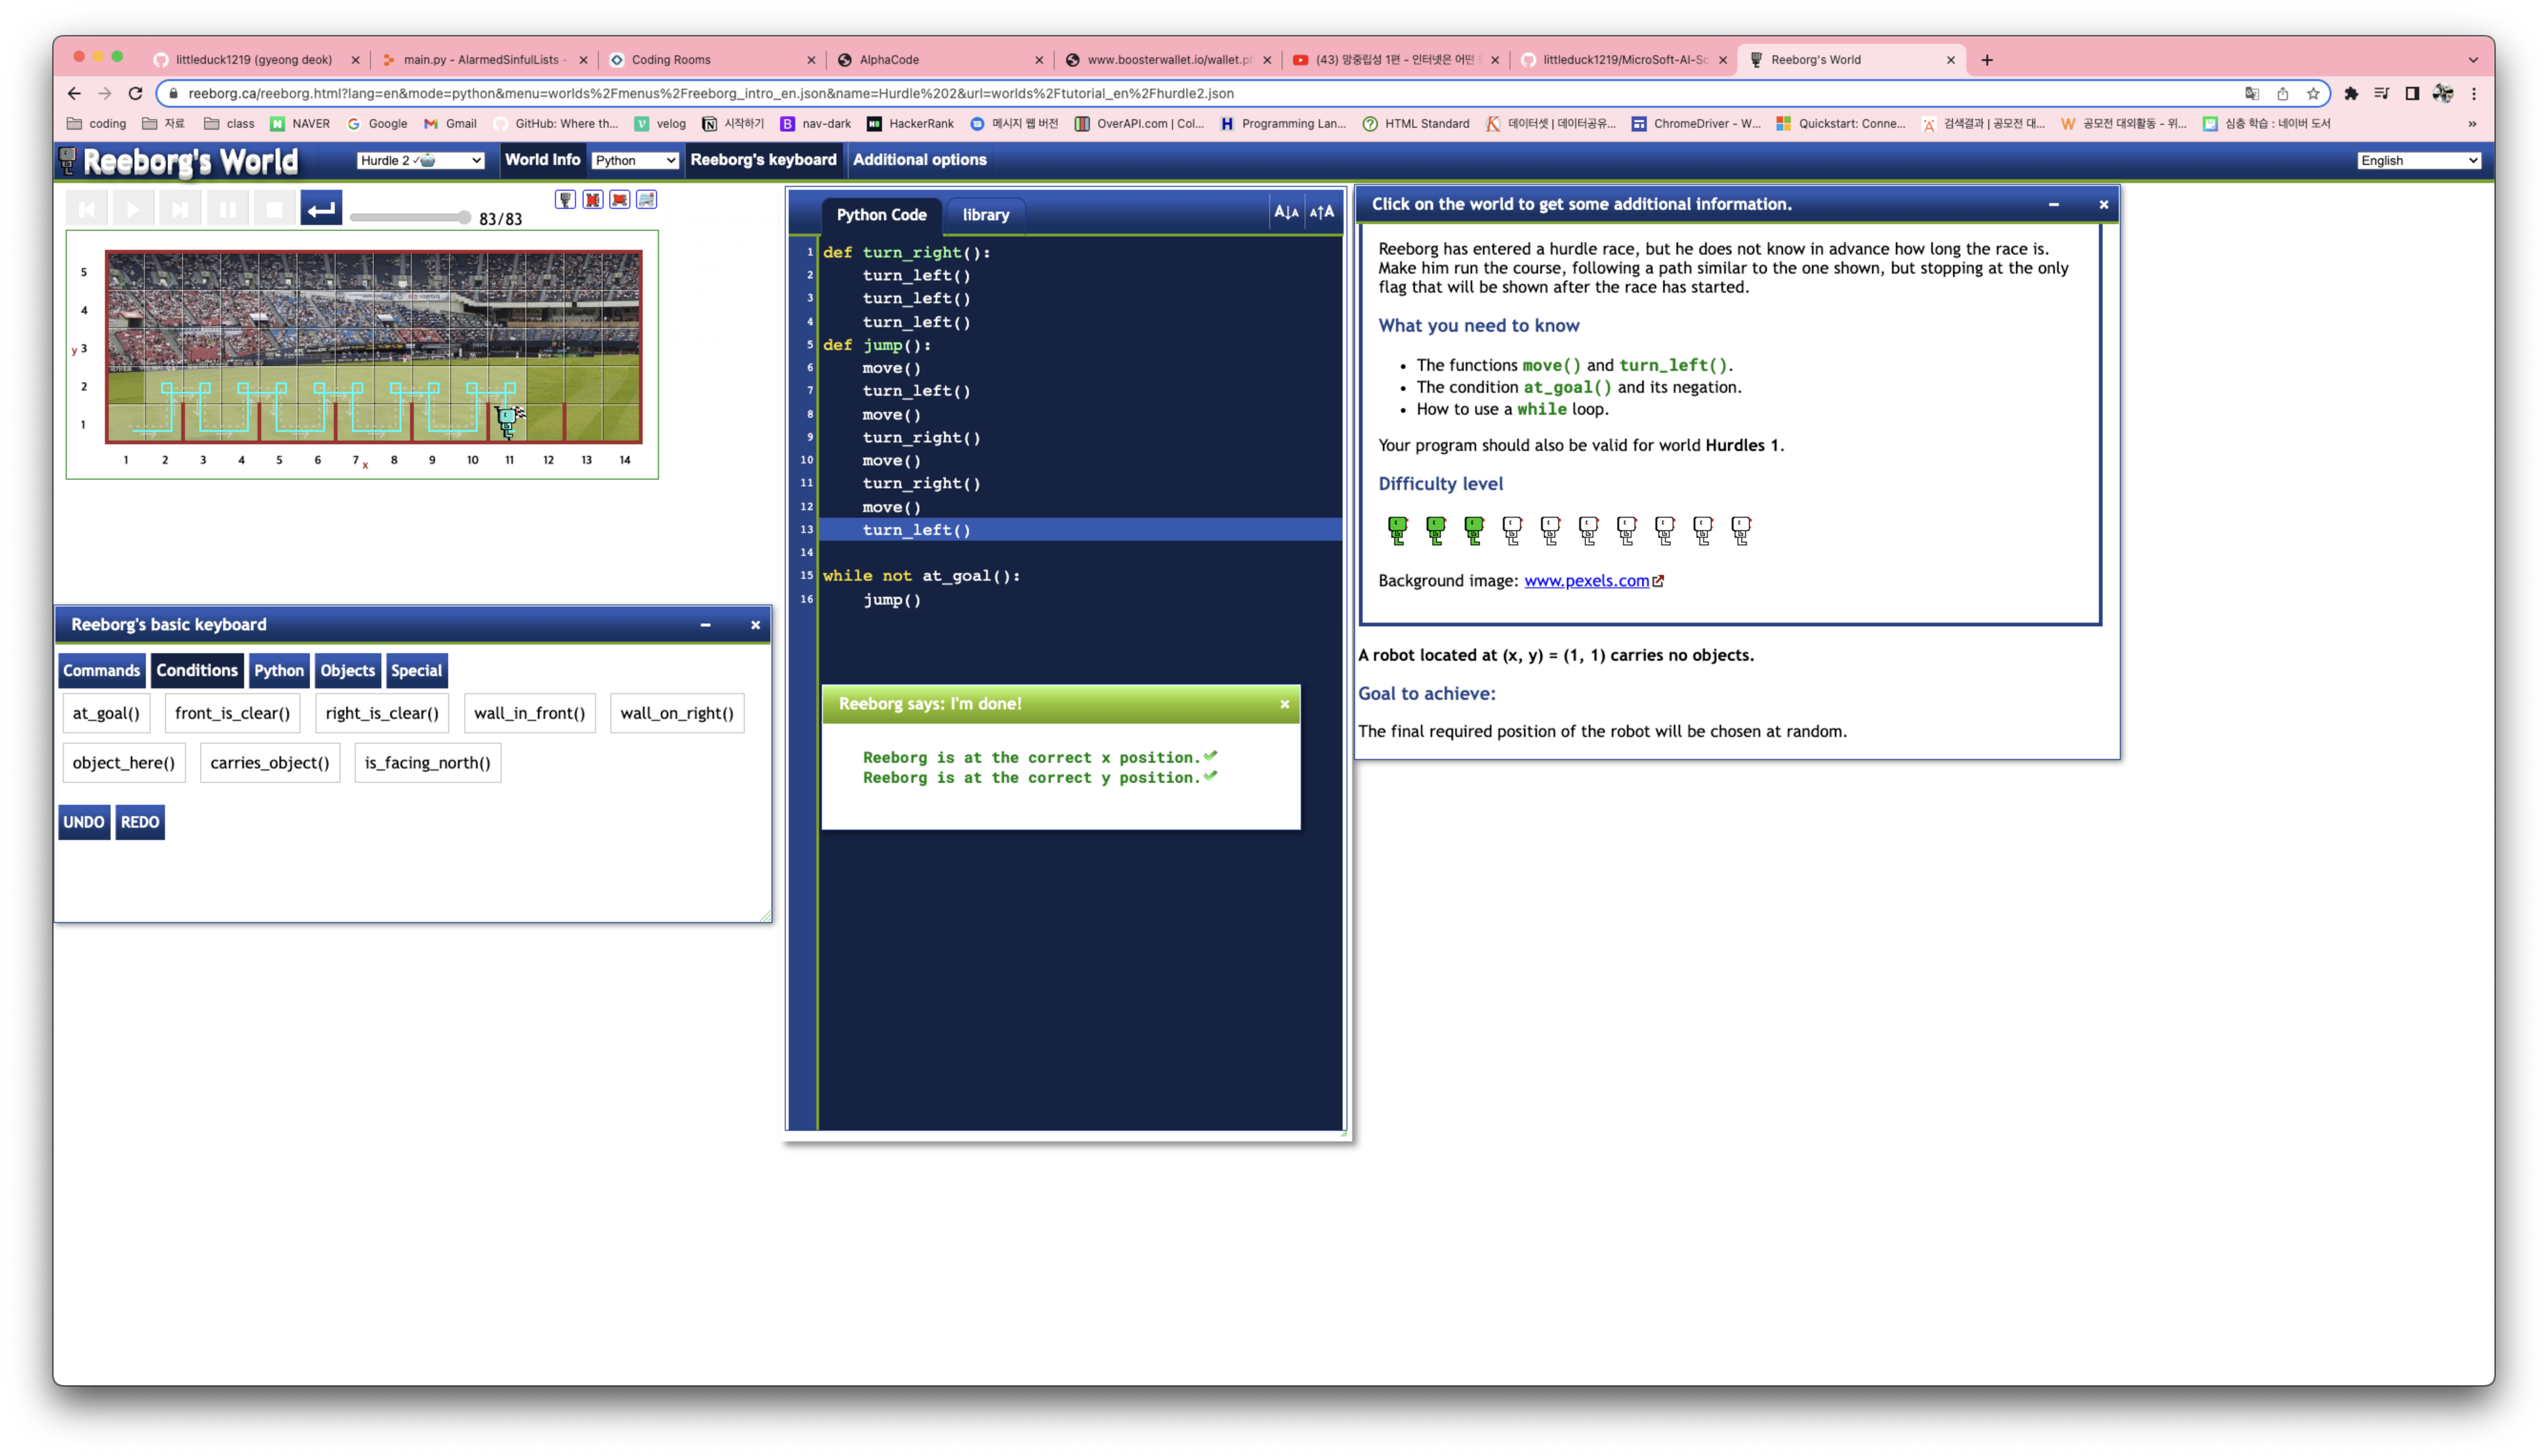 littleduck1219 (gyeong deok)
main.py - AlarmedSinfulLists -
Coding Rooms
AlphaCode
www.boosterwallet.io/wallet.ph
(43) 망중립성 1편 - 인터넷은 어떤
littleduck1219/MicroSoft-AI-Sc
Reeborg's World
reeborg.ca/reeborg.html?lang=en&mode=python&menu=worlds%2Fmenus%2Freeborg_intro_en.json&name=Hurdle%202&url=worlds%2Ftutorial_en%2Fhurdle2.json
coding 자료 class NAVER Google Gmail GitHub: Where th... velog 시작하기 nav-dark HackerRank 메시지 웹 버전 OverAPI.com | Col... Programming Lan... HTML Standard 데이터셋 | 데이터공유... ChromeDriver - W... Quickstart: Conne... 검색결과 | 공모전 대... 공모전 대외활동 - 위... 심층 학습 : 네이버 도서 »
Reeborg's World
Hurdle 2
World Info
Python
Reeborg's keyboard
Additional options
English
83/83
5
4
y 3
2
1
1 2 3 4 5 6 7 x 8 9 10 11 12 13 14
Reeborg's basic keyboard
Commands Conditions Python Objects Special
at_goal() front_is_clear() right_is_clear() wall_in_front() wall_on_right()
object_here() carries_object() is_facing_north()
UNDO REDO
Python Code
library
A↓A A↑A
1 def turn_right():
2 turn_left()
3 turn_left()
4 turn_left()
5 def jump():
6 move()
7 turn_left()
8 move()
9 turn_right()
10 move()
11 turn_right()
12 move()
13 turn_left()
14
15 while not at_goal():
16 jump()
Reeborg says: I'm done!
Reeborg is at the correct x position.
Reeborg is at the correct y position.
Click on the world to get some additional information.
Reeborg has entered a hurdle race, but he does not know in advance how long the race is.
Make him run the course, following a path similar to the one shown, but stopping at the only
flag that will be shown after the race has started.
What you need to know
• The functions move() and turn_left().
• The condition at_goal() and its negation.
• How to use a while loop.
Your program should also be valid for world Hurdles 1.
Difficulty level
Background image: www.pexels.com
A robot located at (x, y) = (1, 1) carries no objects.
Goal to achieve:
The final required position of the robot will be chosen at random.